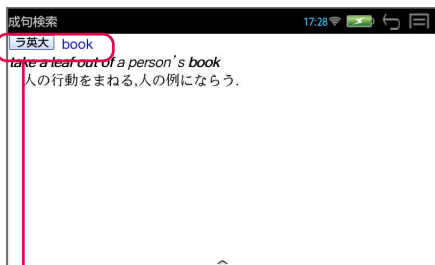 成句検索 17:28
ラ英大 book
take a leaf out of a person's book
人の行動をまねる,人の例にならう.